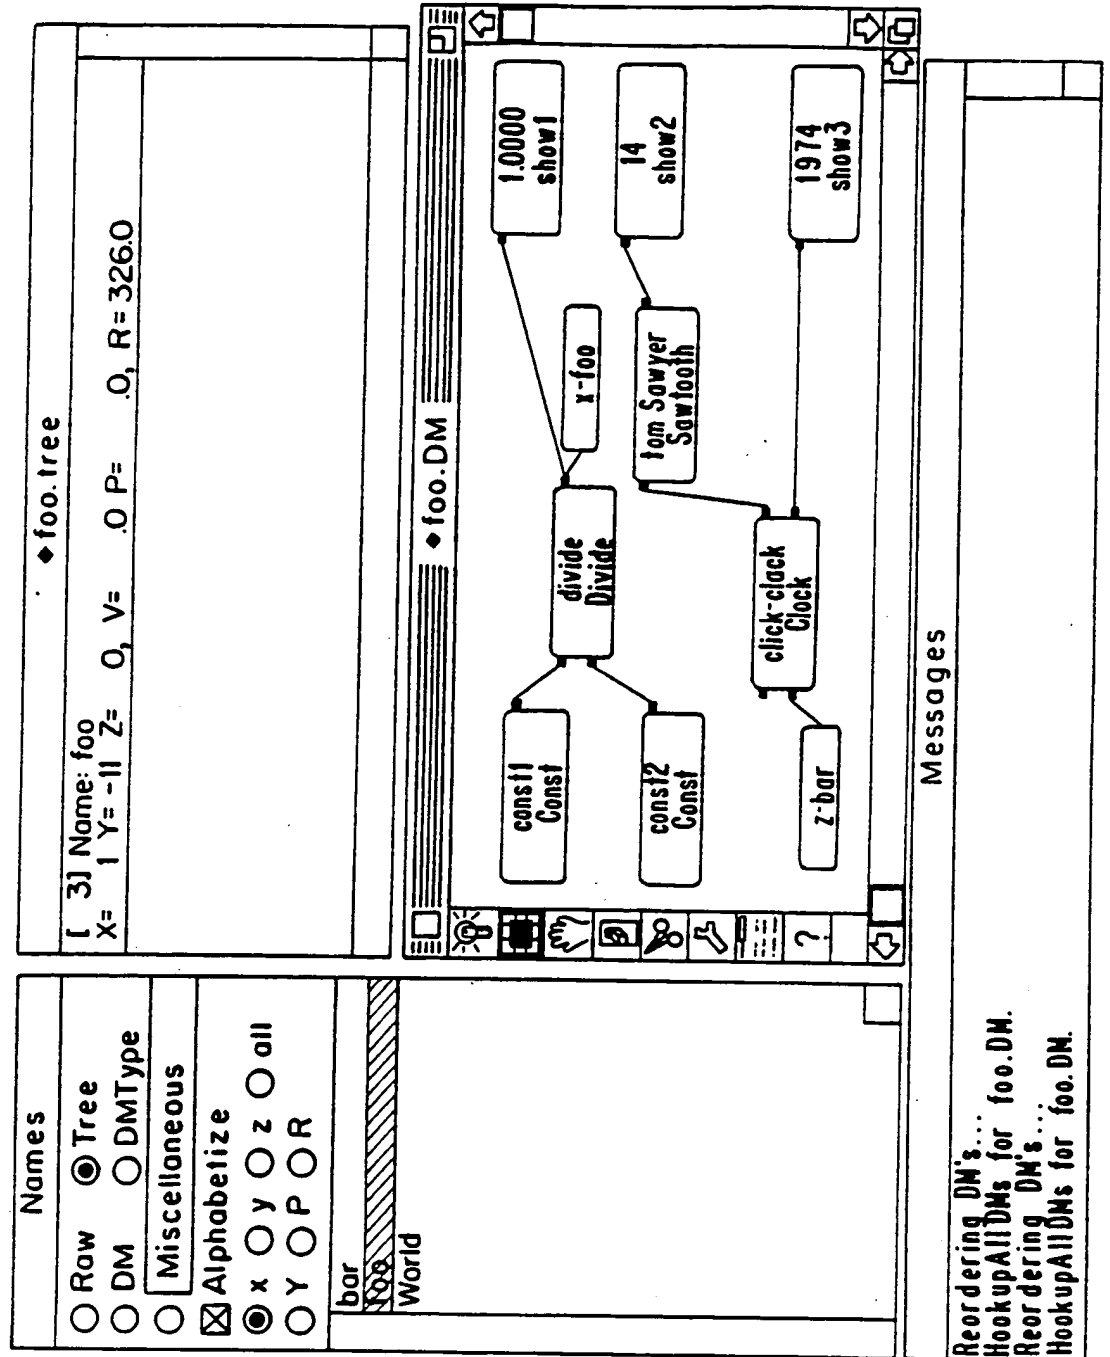 Names
Raw Tree
DM DMType
Miscellaneous
Alphabetize
x y z all
Y P R
bar
foo
World
◆foo.tree
[ 3] Name: foo
X= 1 Y= -11 Z= 0, V= .0 P= .0, R= 326.0
◆foo.DM
const1
Const
const2
Const
z-bar
divide
Divide
click-clack
Clock
x-foo
tom Sawyer
Sawtooth
1.0000
show1
14
show2
1974
show3
?
Messages
Reordering DM's...
HookupAllDMs for foo.DM.
Reordering DM's...
HookupAllDMs for foo.DM.